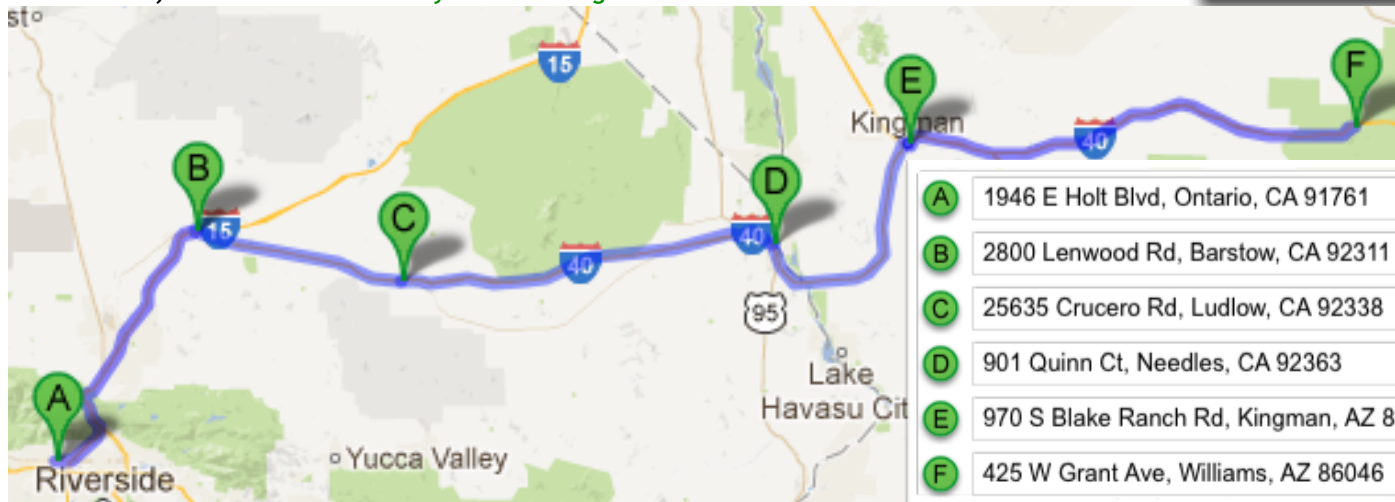 st
15
F
E
Kingman
40
B
D
A 1946 E Holt Blvd, Ontario, CA 91761
C
15
40
B 2800 Lenwood Rd, Barstow, CA 92311
40
C 25635 Crucero Rd, Ludlow, CA 92338
95
D 901 Quinn Ct, Needles, CA 92363
Lake
Havasu Cit
A
E 970 S Blake Ranch Rd, Kingman, AZ 8
Yucca Valley
F 425 W Grant Ave, Williams, AZ 86046
Riverside